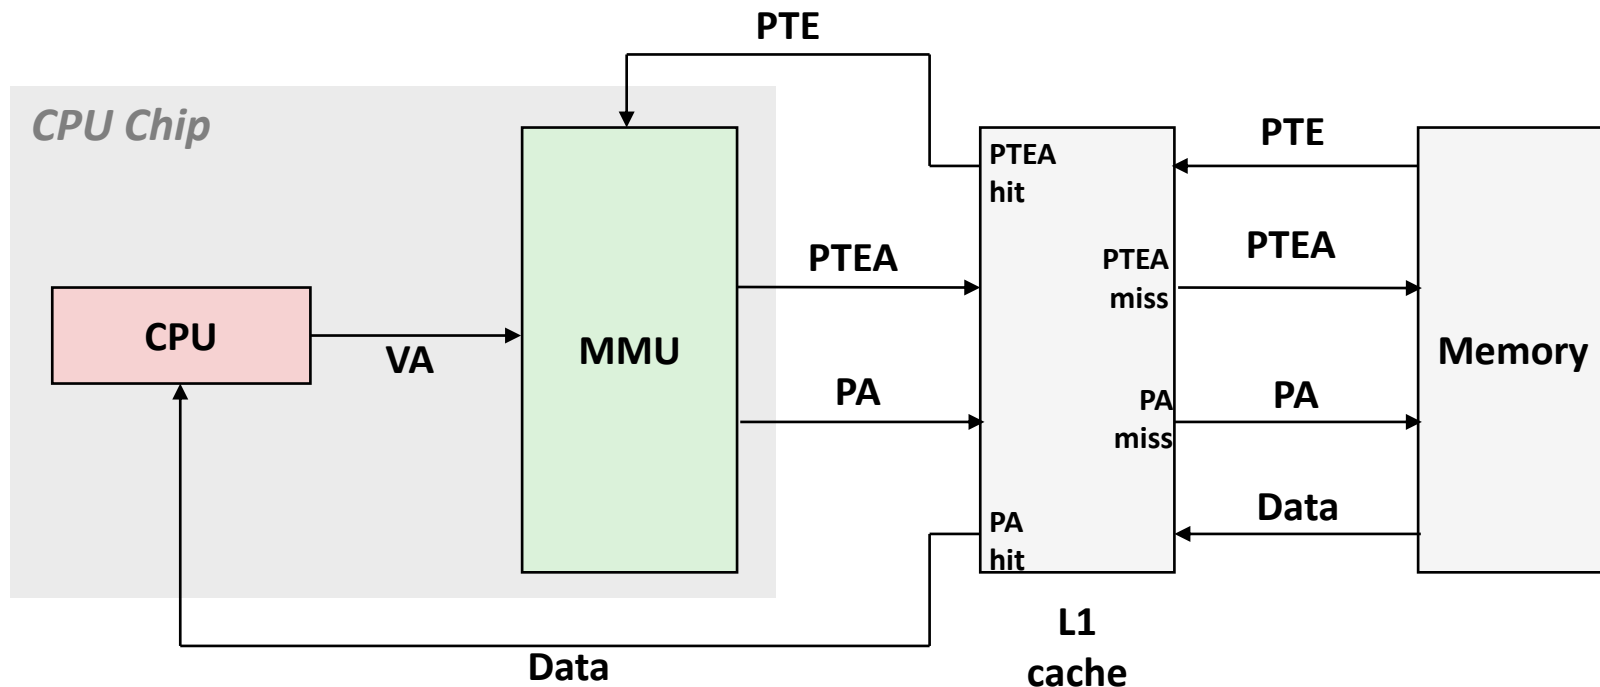 PTE
CPU Chip
PTEA
hit
PTE
PTEA
PTEA
PTEA
miss
CPU
VA
MMU
Memory
PA
PA
miss
PA
PA
hit
Data
L1
cache
Data